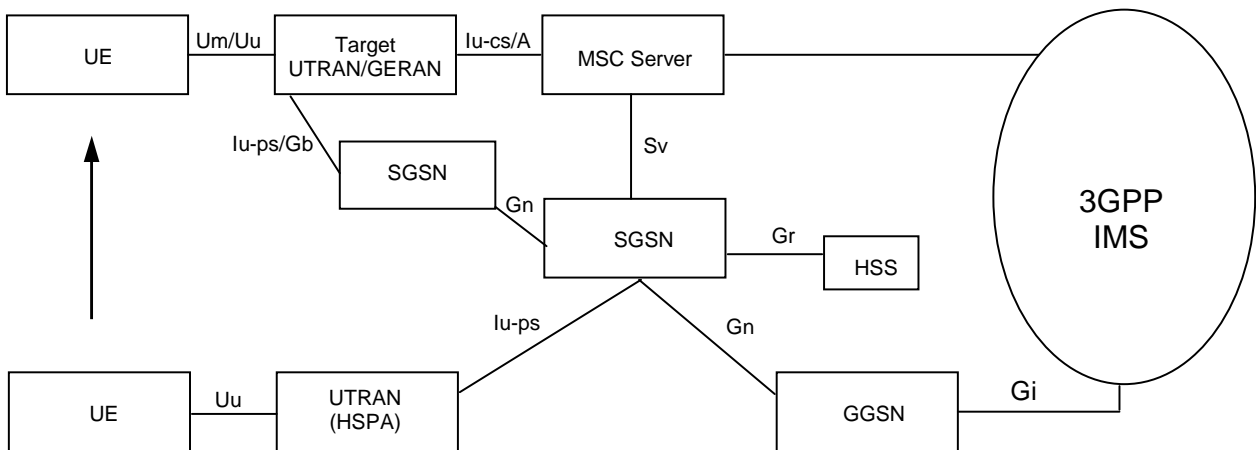 UE
Um/Uu
Target
UTRAN/GERAN
Iu-cs/A
MSC Server
Iu-ps/Gb
SGSN
Sv
Gn
SGSN
Gr
HSS
3GPP
IMS
Iu-ps
Gn
UE
Uu
UTRAN
(HSPA)
GGSN
Gi